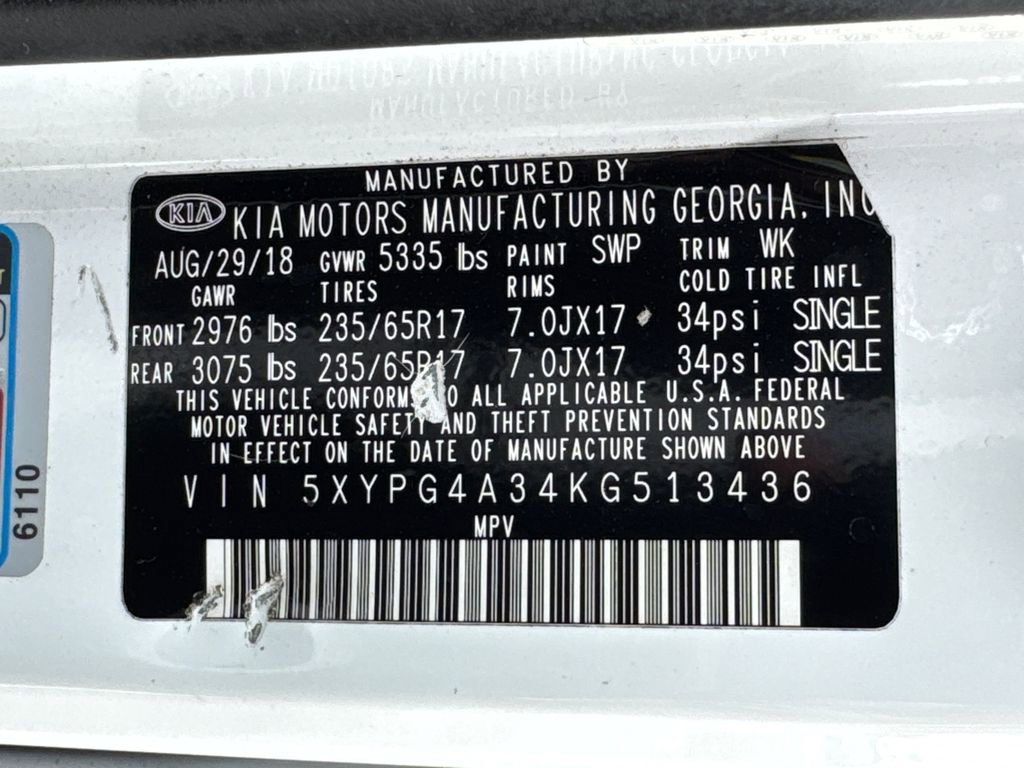 MANUFACTURED BY
KIA KIA MOTORS MANUFACTURING GEORGIA, INC
AUG/29/18 GVWR 5335 lbs PAINT SWP TRIM WK
GAWR TIRES RIMS COLD TIRE INFL
FRONT 2976 lbs 235/65R17 7.0JX17 34psi SINGLE
REAR 3075 lbs 235/65R17 7.0JX17 34psi SINGLE
THIS VEHICLE CONFORMS TO ALL APPLICABLE U.S.A. FEDERAL
MOTOR VEHICLE SAFETY AND THEFT PREVENTION STANDARDS
IN EFFECT ON THE DATE OF MANUFACTURE SHOWN ABOVE
VIN 5XYPG4A34KG513436
MPV
6110